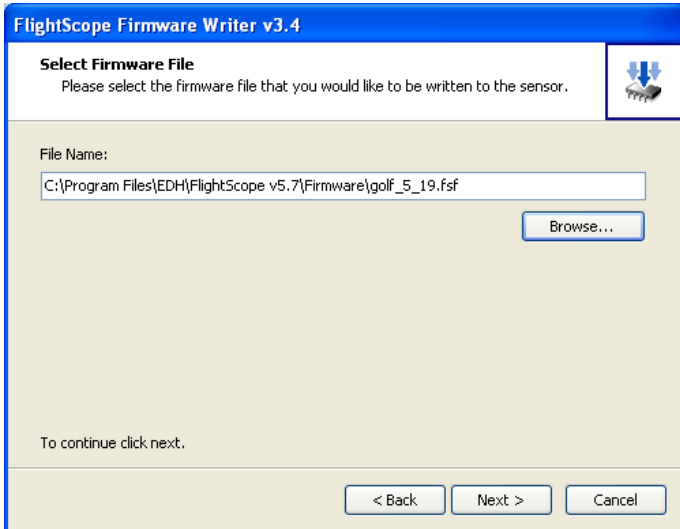 FlightScope Firmware Writer v3.4
Select Firmware File
Please select the firmware file that you would like to be written to the sensor.
File Name:
C:\Program Files\EDH\FlightScope v5.7\Firmware\golf_5_19.fsf
Browse...
To continue click next.
< Back
Next >
Cancel